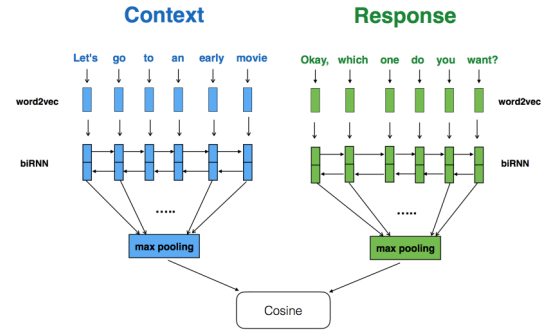 Context Response
Let's go to an early movie Okay, which one do you want?
word2vec word2vec
biRNN biRNN
..... .....
max pooling max pooling
Cosine